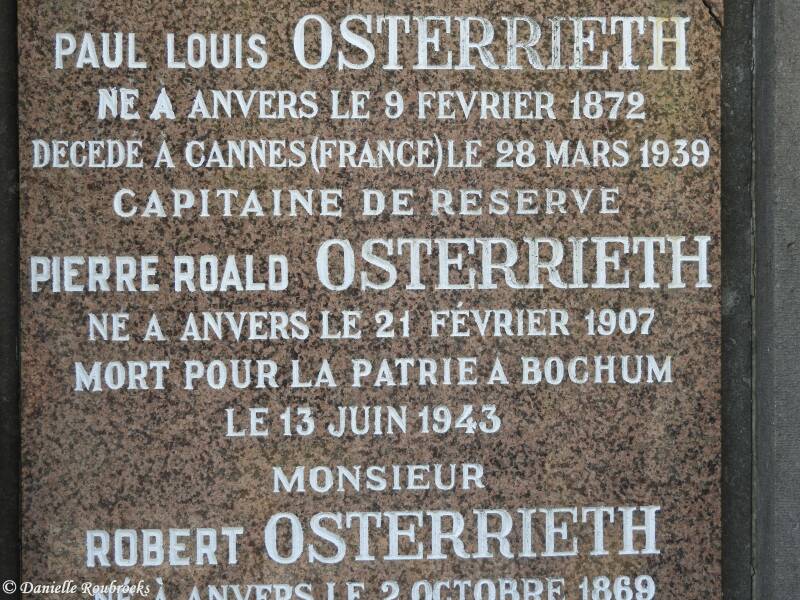 PAUL LOUIS OSTERRIETH
NE A ANVERS LE 9 FEVRIER 1872
DECEDE À CANNES (FRANCE) LE 28 MARS 1939
CAPITAINE DE RESERVE
PIERRE ROALD OSTERRIETH
NE A ANVERS LE 21 FÉVRIER 1907
MORT POUR LA PATRIE A BOCHUM
LE 13 JUIN 1943
MONSIEUR
ROBERT OSTERRIETH
NÉ À ANVERS LE 2 OCTOBRE 1869
© Danielle Roubroeks